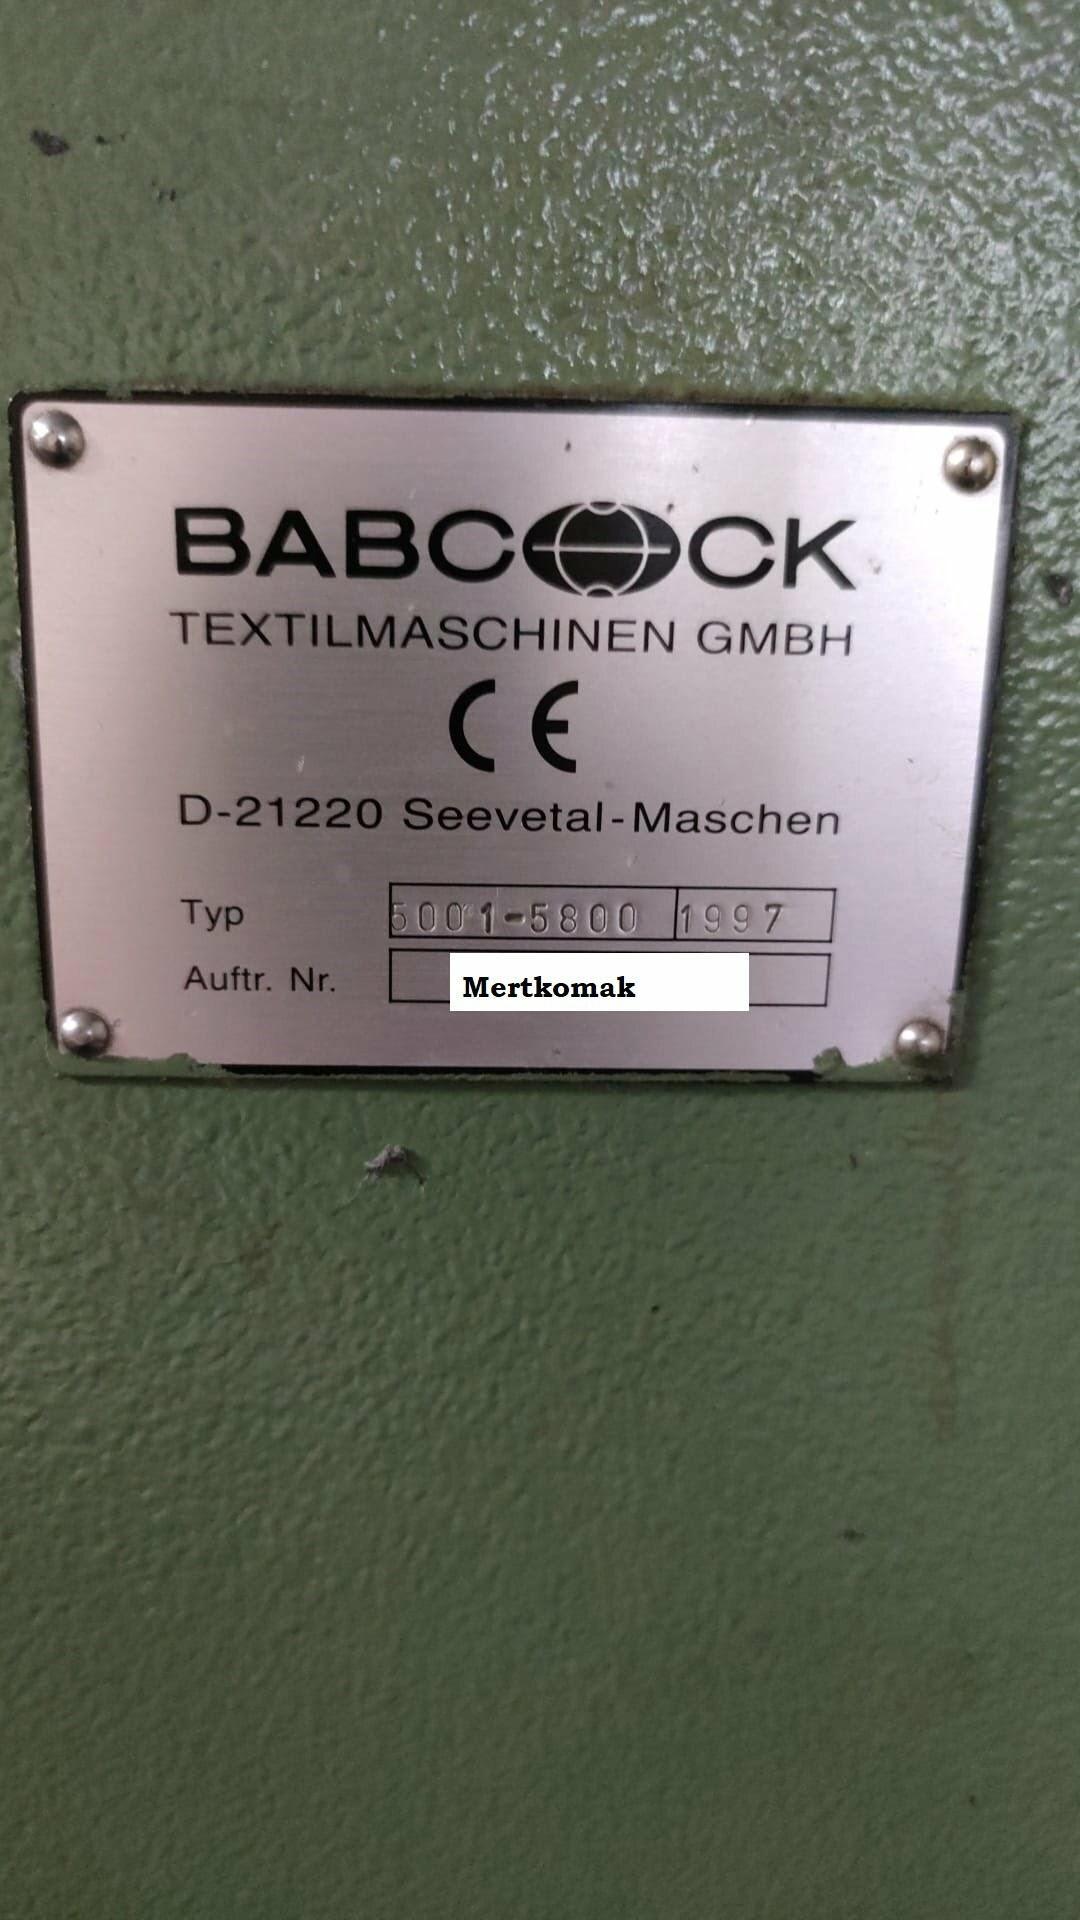 BABCOCK
TEXTILMASCHINEN GMBH
CE
D-21220 Seevetal-Maschen
Typ 5001-5800 1997
Auftr. Nr. Mertkomak